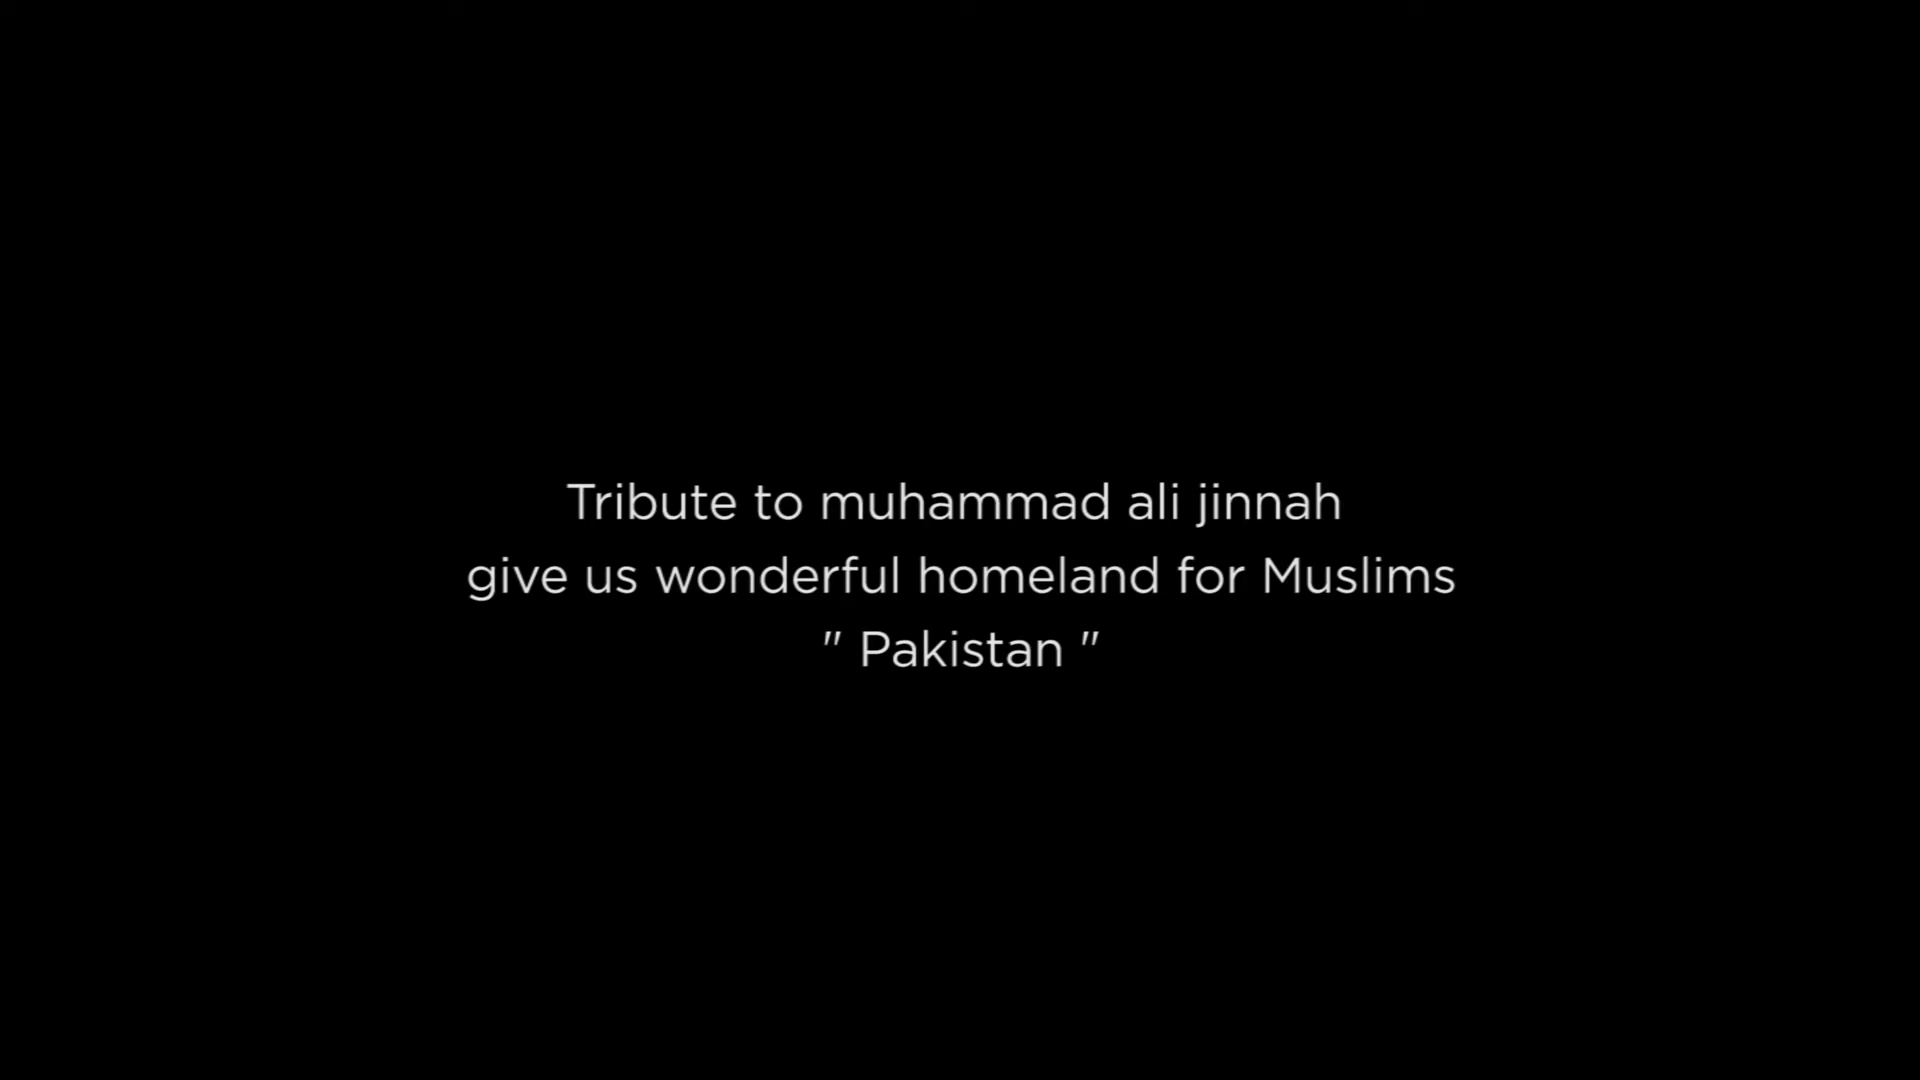 Tribute to muhammad ali jinnah
give us wonderful homeland for Muslims
" Pakistan "